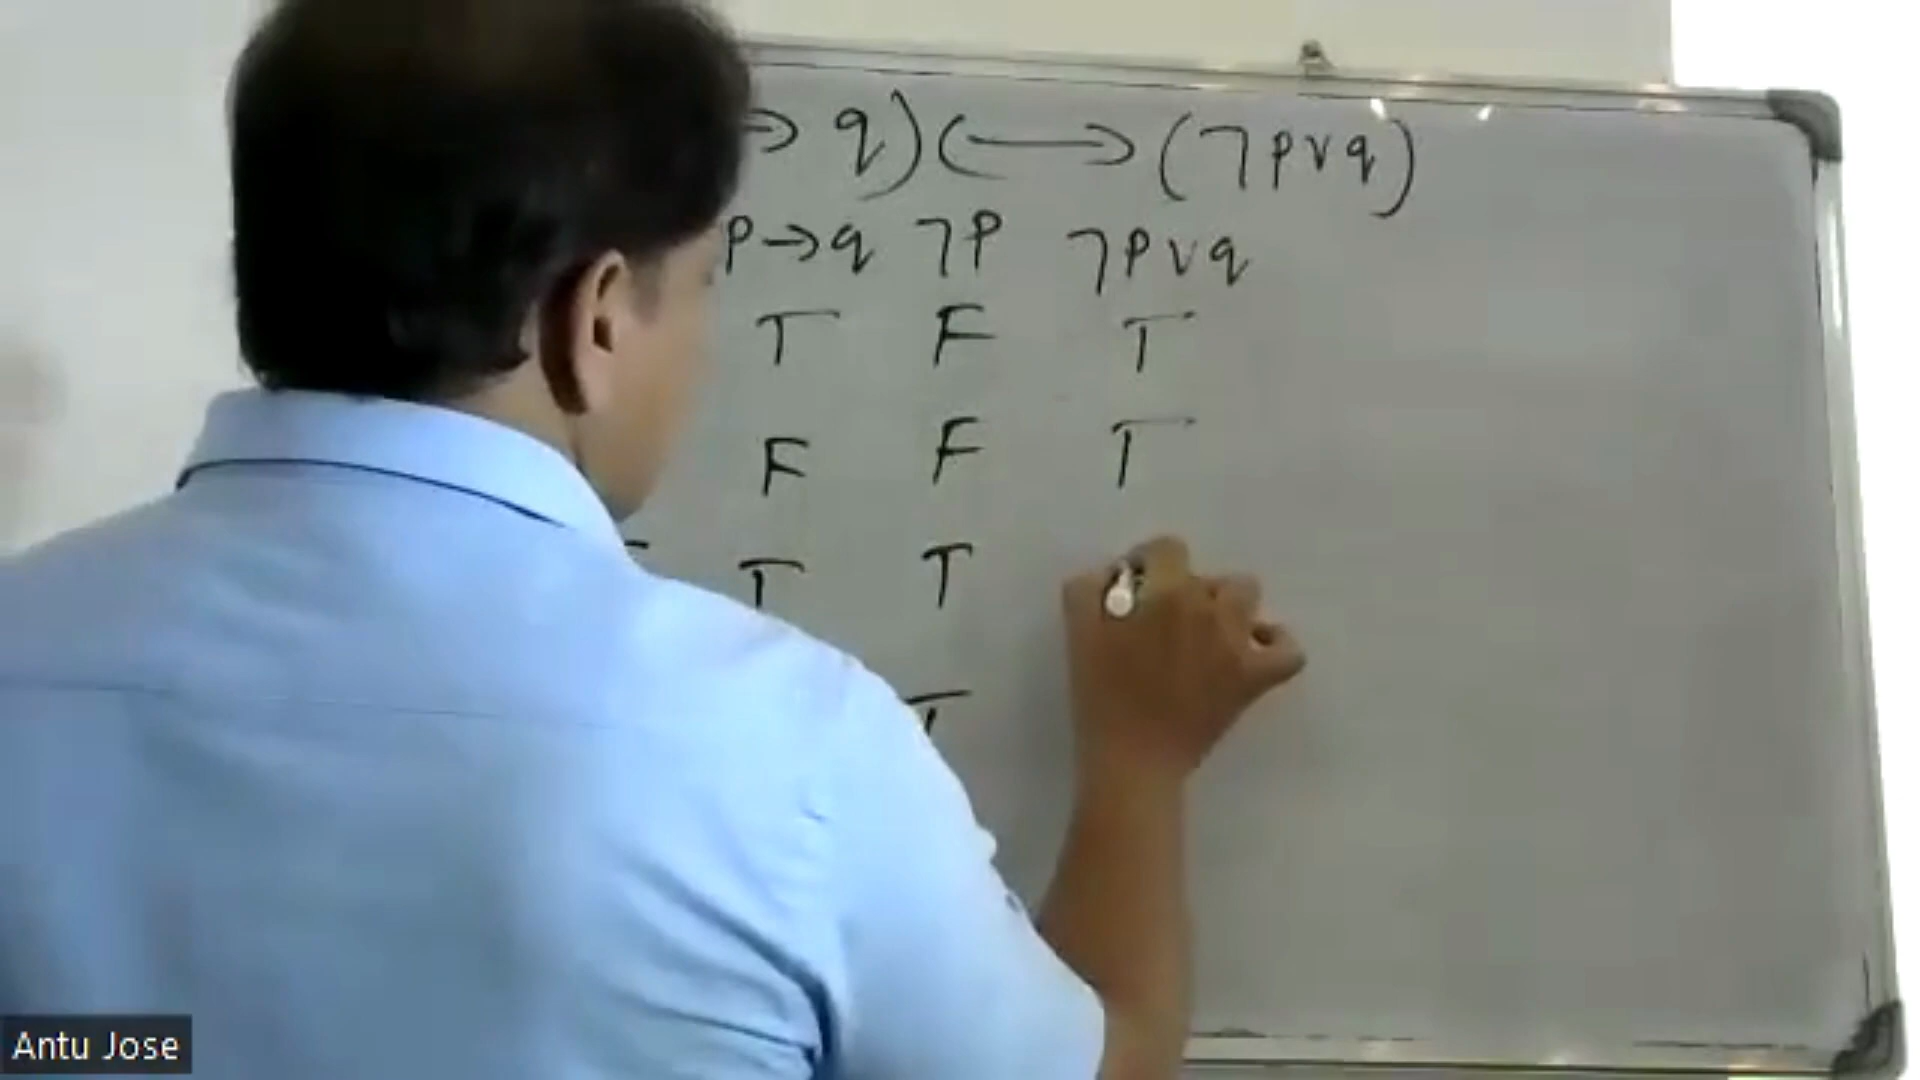 → q) (⟷ (¬p∨q)
p→q ¬p ¬p∨q
T F T
F F T
T T
T
Antu Jose